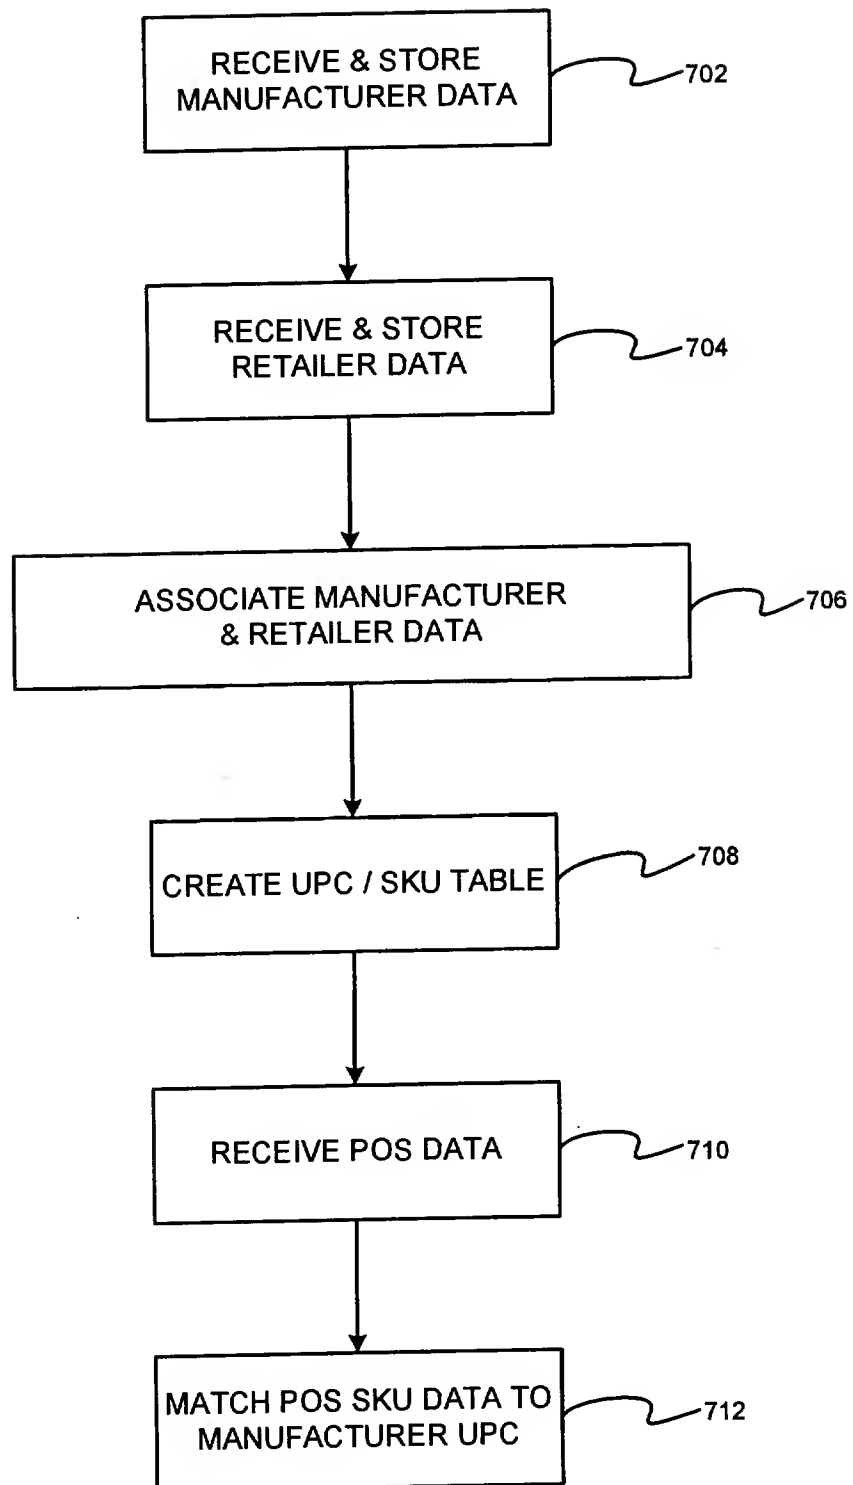 RECEIVE & STORE
MANUFACTURER DATA
702
RECEIVE & STORE
RETAILER DATA
704
ASSOCIATE MANUFACTURER
& RETAILER DATA
706
CREATE UPC / SKU TABLE
708
RECEIVE POS DATA
710
MATCH POS SKU DATA TO
MANUFACTURER UPC
712